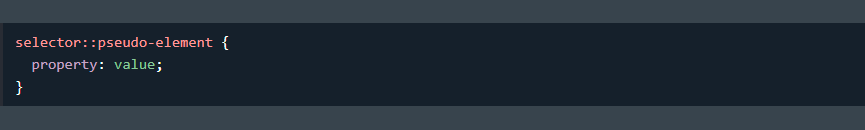 selector::pseudo-element {
  property: value;
}